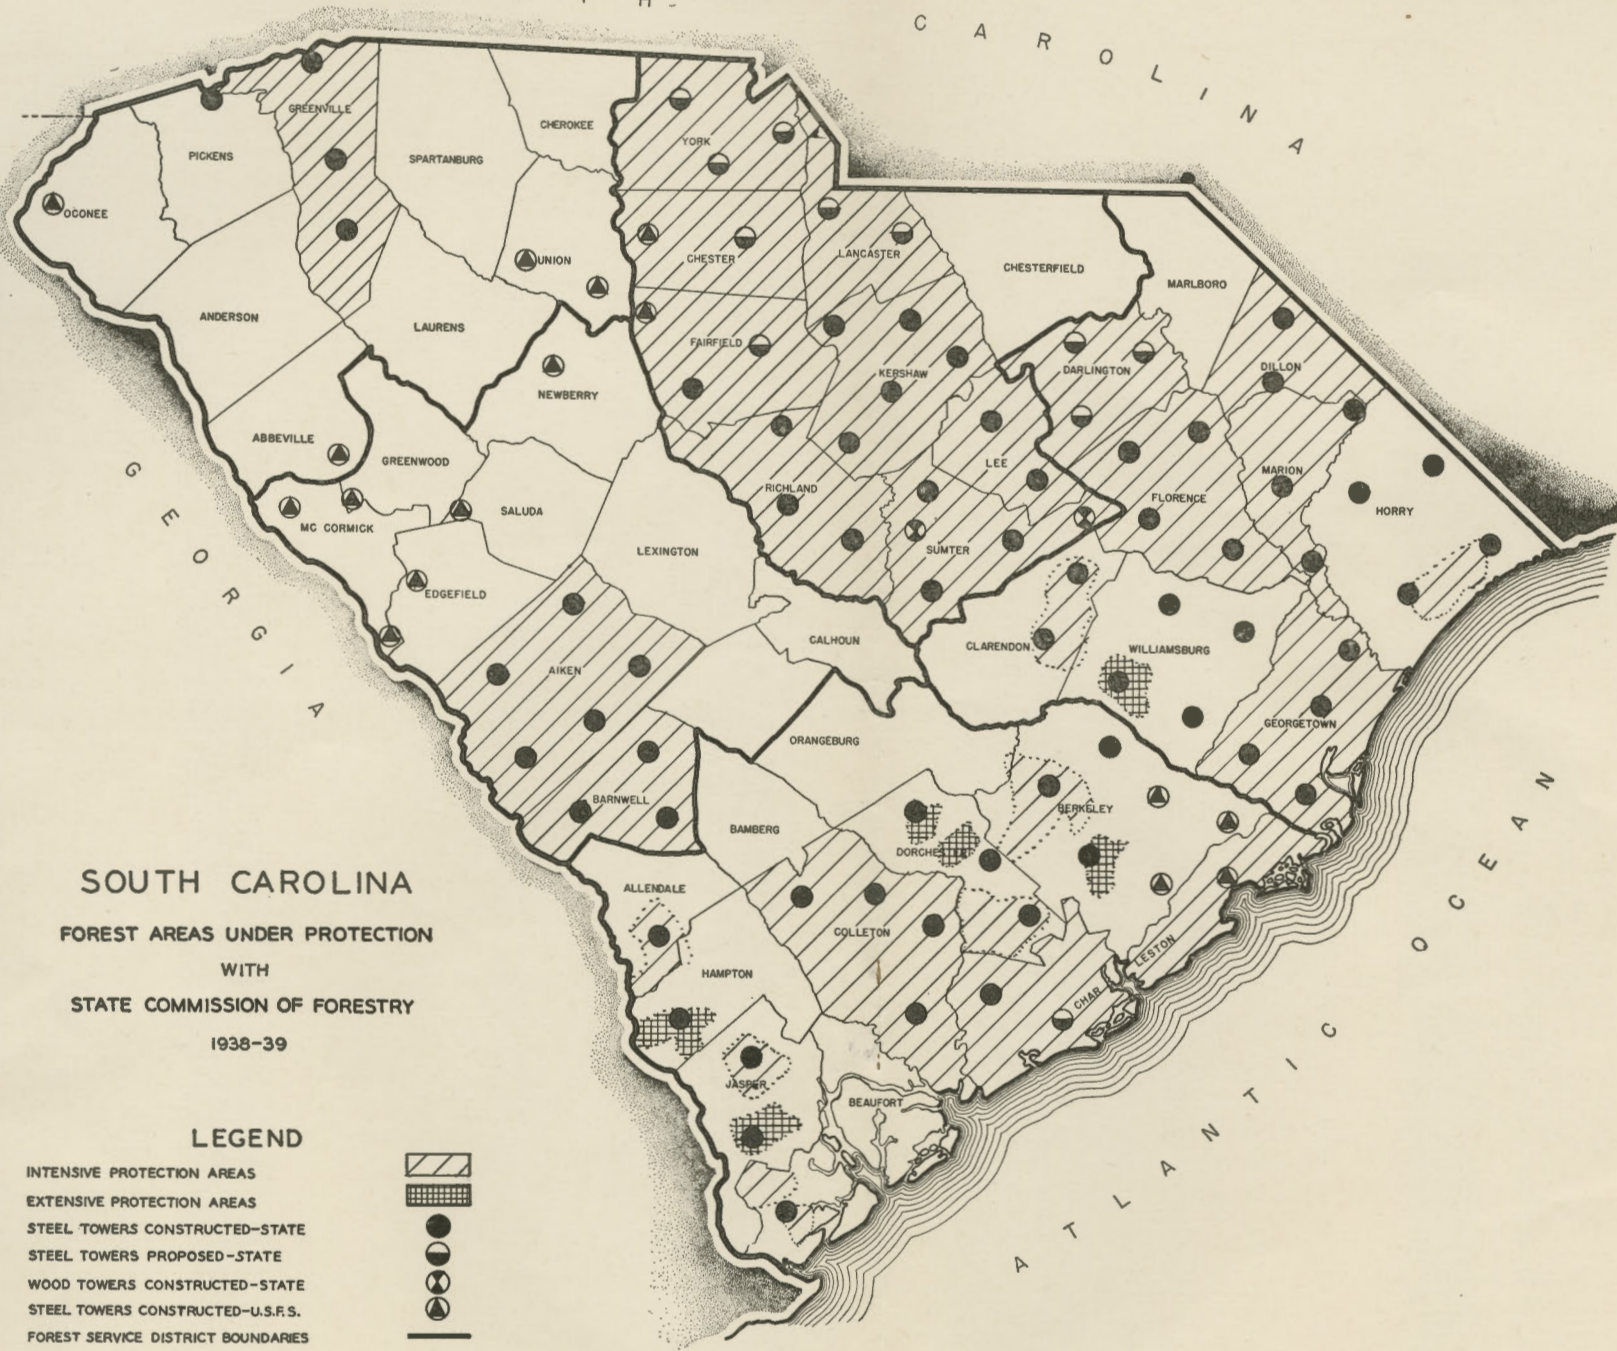 T H
C A R O L I N A
GREENVILLE
PICKENS
SPARTANBURG
CHEROKEE
YORK
OCONEE
UNION
CHESTER
LANCASTER
CHESTERFIELD
MARLBORO
ANDERSON
LAURENS
FAIRFIELD
KERSHAW
DARLINGTON
DILLON
NEWBERRY
ABBEVILLE
GREENWOOD
LEE
MARION
RICHLAND
FLORENCE
HORRY
MC CORMICK
SALUDA
LEXINGTON
SUMTER
EDGEFIELD
CALHOUN
CLARENDON
WILLIAMSBURG
AIKEN
GEORGETOWN
ORANGEBURG
BARNWELL
BERKELEY
BAMBERG
DORCHESTER
ALLENDALE
COLLETON
HAMPTON
CHAR
LESTON
JASPER
BEAUFORT
G E O R G I A
A T L A N T I C
O C E A N
SOUTH CAROLINA
FOREST AREAS UNDER PROTECTION
WITH
STATE COMMISSION OF FORESTRY
1938-39
LEGEND
INTENSIVE PROTECTION AREAS
EXTENSIVE PROTECTION AREAS
STEEL TOWERS CONSTRUCTED-STATE
STEEL TOWERS PROPOSED-STATE
WOOD TOWERS CONSTRUCTED-STATE
STEEL TOWERS CONSTRUCTED-U.S.F.S.
FOREST SERVICE DISTRICT BOUNDARIES